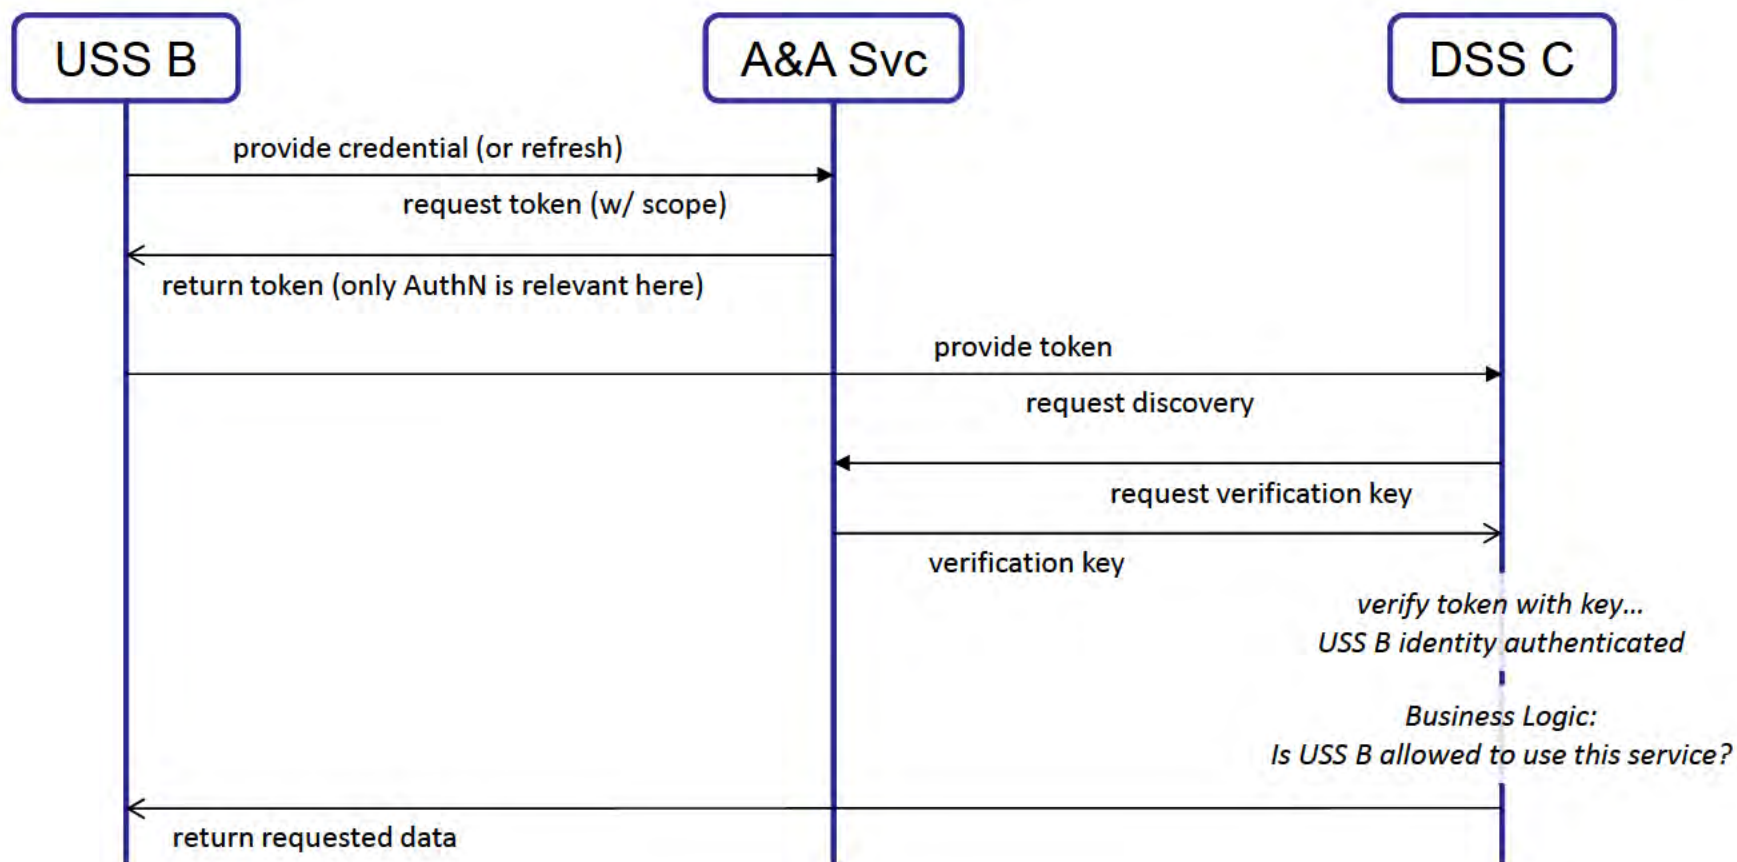 USS B
A&A Svc
DSS C
provide credential (or refresh)
request token (w/ scope)
return token (only AuthN is relevant here)
provide token
request discovery
request verification key
verification key
verify token with key...
USS B identity authenticated
Business Logic:
Is USS B allowed to use this service?
return requested data